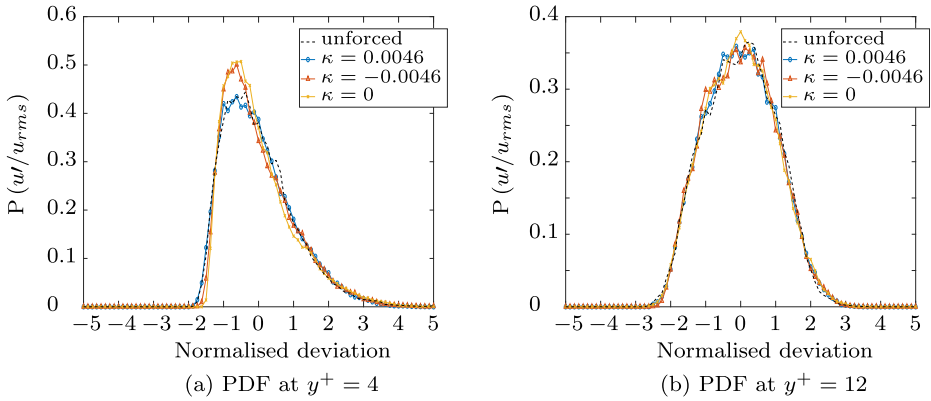 0.6
0.5
0.4
0.3
0.2
0.1
0
−5 −4 −3 −2 −1 0 1 2 3 4 5
P (u′/u_rms)
Normalised deviation
unforced
κ = 0.0046
κ = −0.0046
κ = 0
(a) PDF at y⁺ = 4
0.4
0.3
0.2
0.1
0
−5 −4 −3 −2 −1 0 1 2 3 4 5
P (u′/u_rms)
Normalised deviation
unforced
κ = 0.0046
κ = −0.0046
κ = 0
(b) PDF at y⁺ = 12